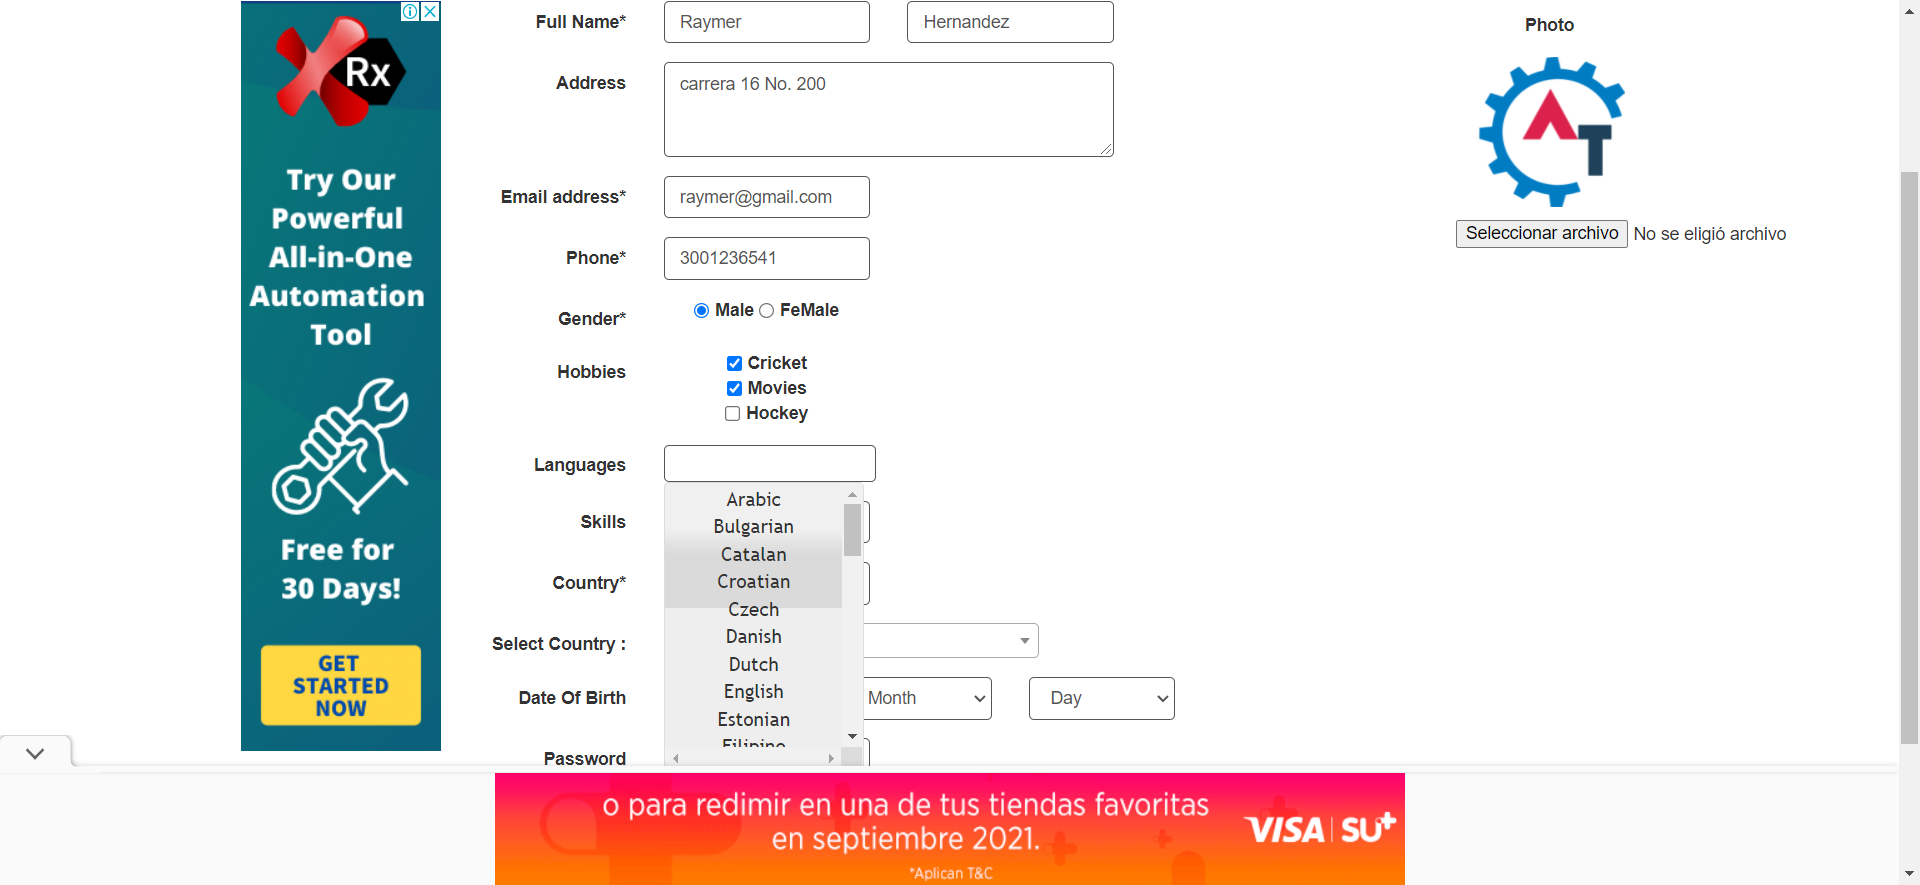 Rx
Try Our
Powerful
All-in-One
Automation
Tool
Free for
30 Days!
GET
STARTED
NOW
Full Name*
Raymer
Hernandez
Address
carrera 16 No. 200
Email address*
raymer@gmail.com
Phone*
3001236541
Gender*
Male
FeMale
Hobbies
Cricket
Movies
Hockey
Languages
Arabic
Bulgarian
Catalan
Croatian
Czech
Danish
Dutch
English
Estonian
Filipino
Skills
Country*
Select Country :
Date Of Birth
Month
Day
Password
Photo
AT
Seleccionar archivo
No se eligió archivo
o para redimir en una de tus tiendas favoritas
en septiembre 2021.
*Aplican T&C
VISA | SU+